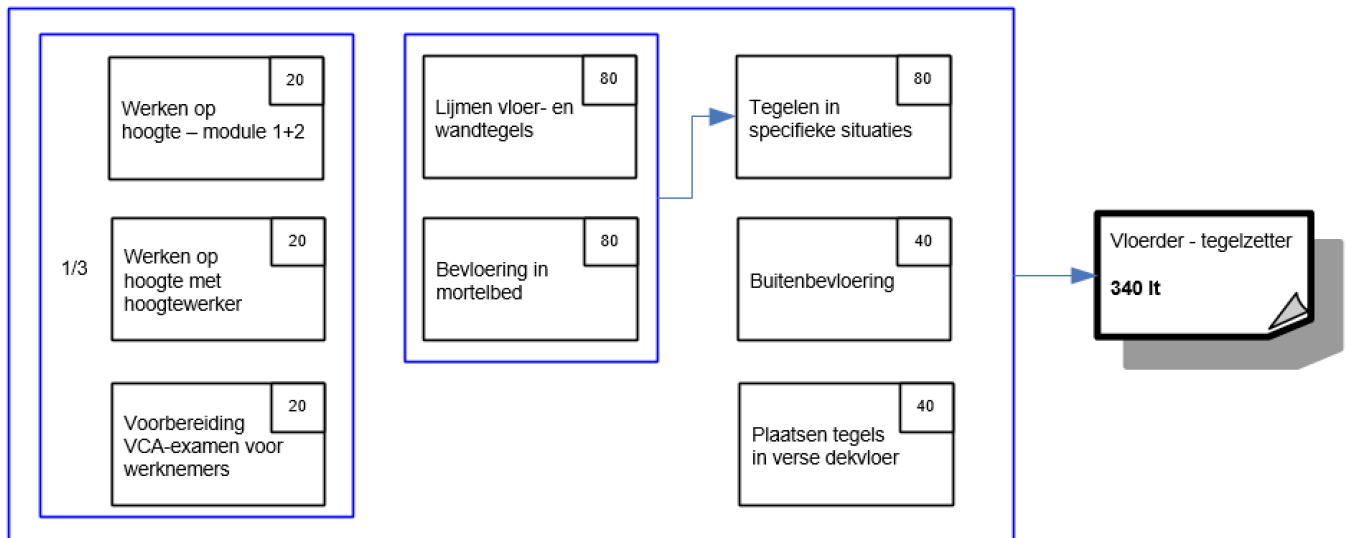 20
Werken op
hoogte – module 1+2
1/3
20
Werken op
hoogte met
hoogtewerker
20
Voorbereiding
VCA-examen voor
werknemers
80
Lijmen vloer- en
wandtegels
80
Bevloering in
mortelbed
80
Tegelen in
specifieke situaties
40
Buitenbevloering
40
Plaatsen tegels
in verse dekvloer
Vloerder - tegelzetter
340 lt